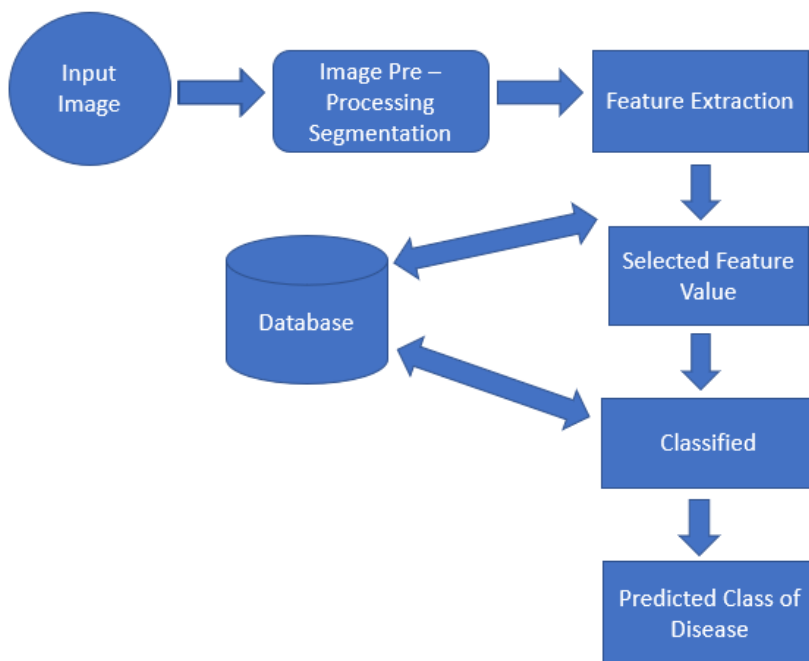 Input
Image
Image Pre –
Processing
Segmentation
Feature Extraction
Selected Feature
Value
Database
Classified
Predicted Class of
Disease